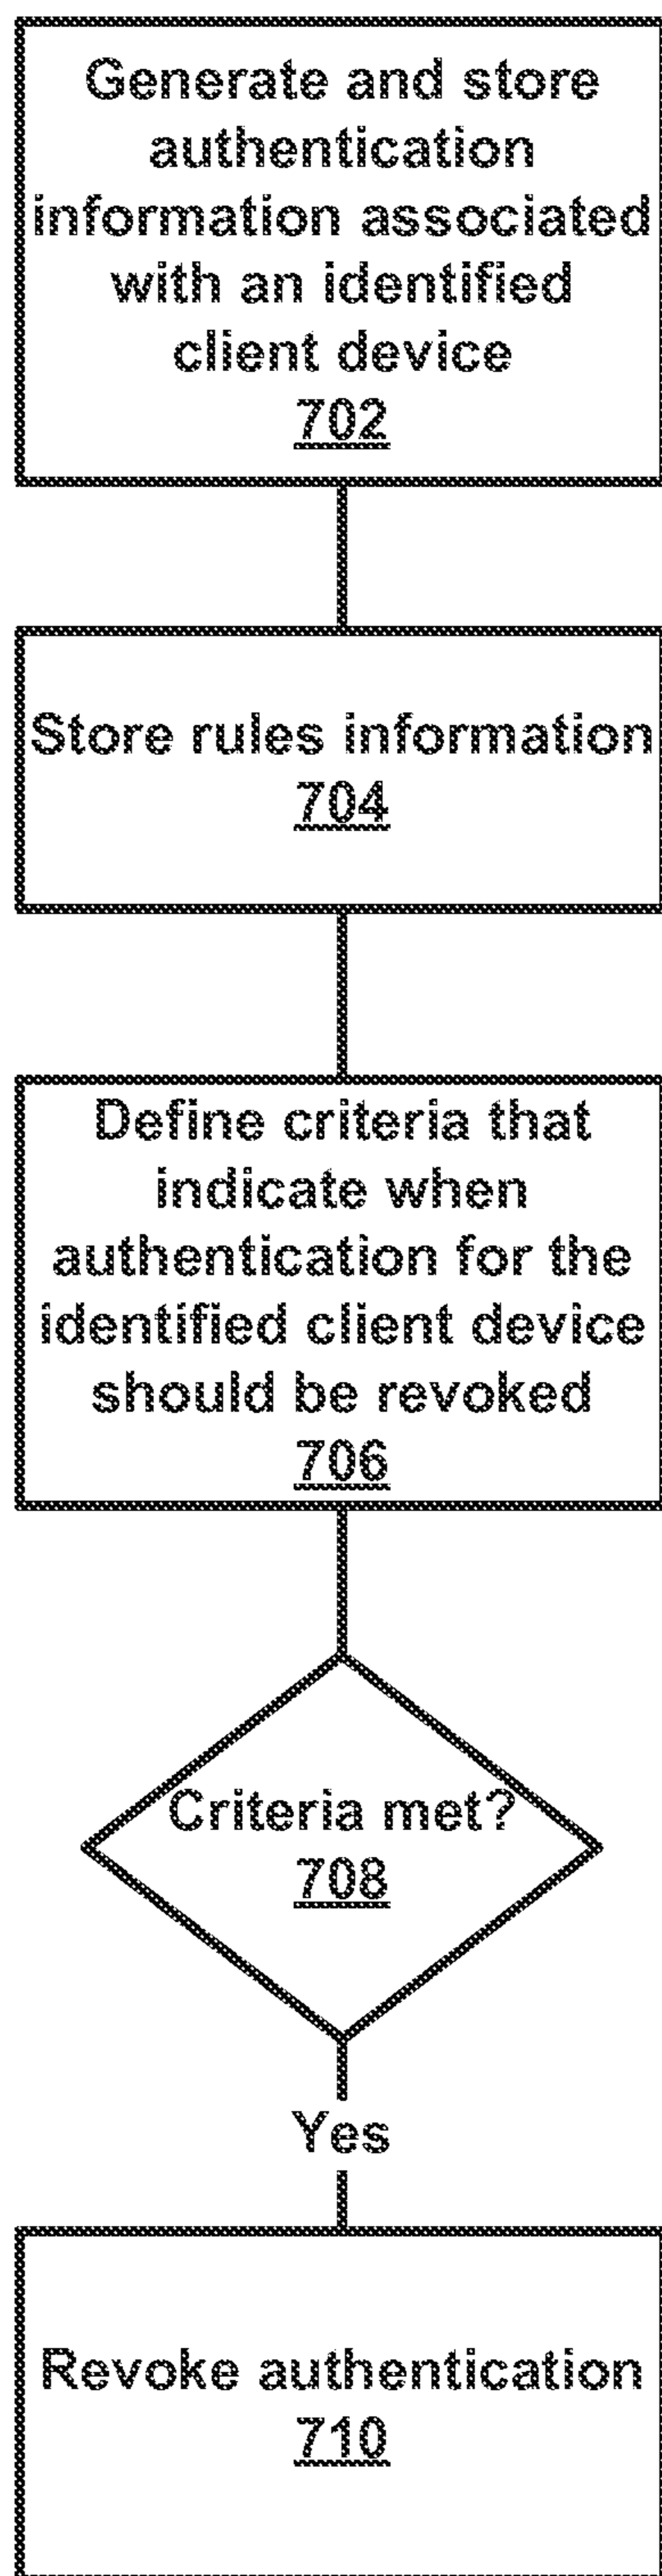 Generate and store
authentication
information associated
with an identified
client device
702
Store rules information
704
Define criteria that
indicate when
authentication for the
identified client device
should be revoked
706
Criteria met?
708
Yes
Revoke authentication
710